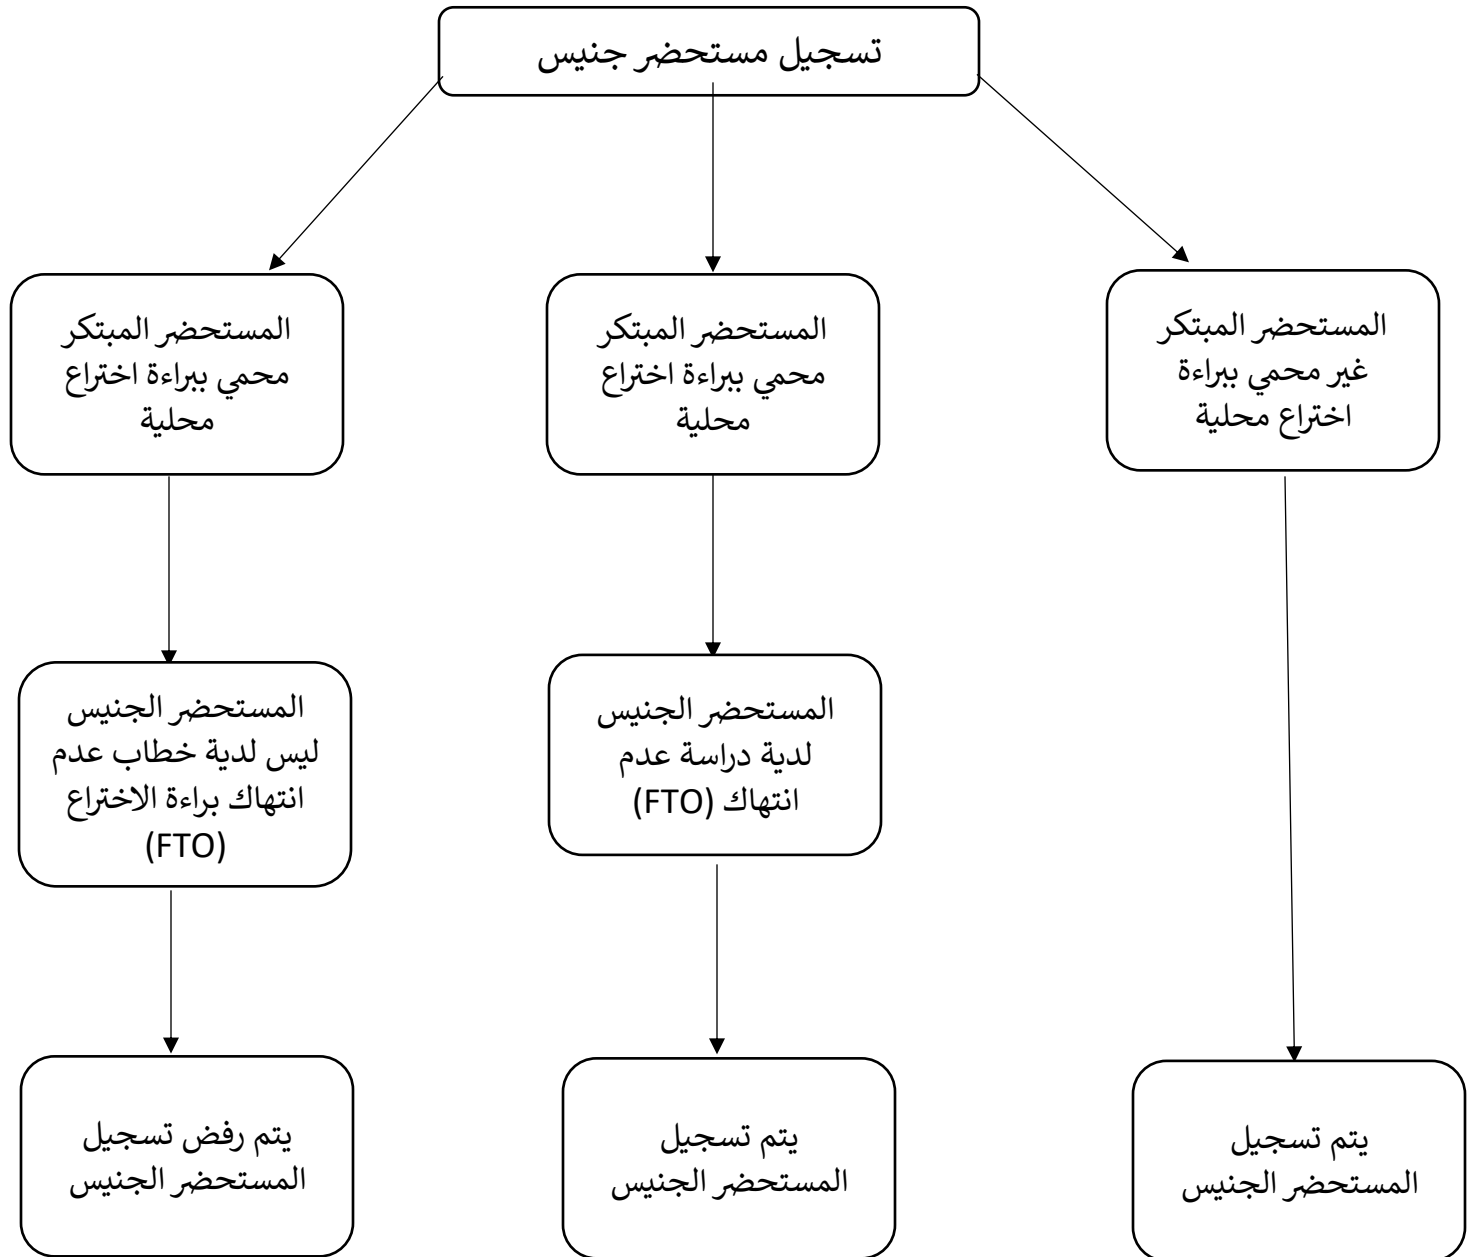 تسجيل مستحضر جنيس
المستحضر المبتكر
غير محمي ببراءة
اختراع محلية
المستحضر المبتكر
محمي ببراءة اختراع
محلية
المستحضر المبتكر
محمي ببراءة اختراع
محلية
المستحضر الجنيس
لدية دراسة عدم
انتهاك (FTO)
المستحضر الجنيس
ليس لدية خطاب عدم
انتهاك براءة الاختراع
(FTO)
يتم تسجيل
المستحضر الجنيس
يتم تسجيل
المستحضر الجنيس
يتم رفض تسجيل
المستحضر الجنيس